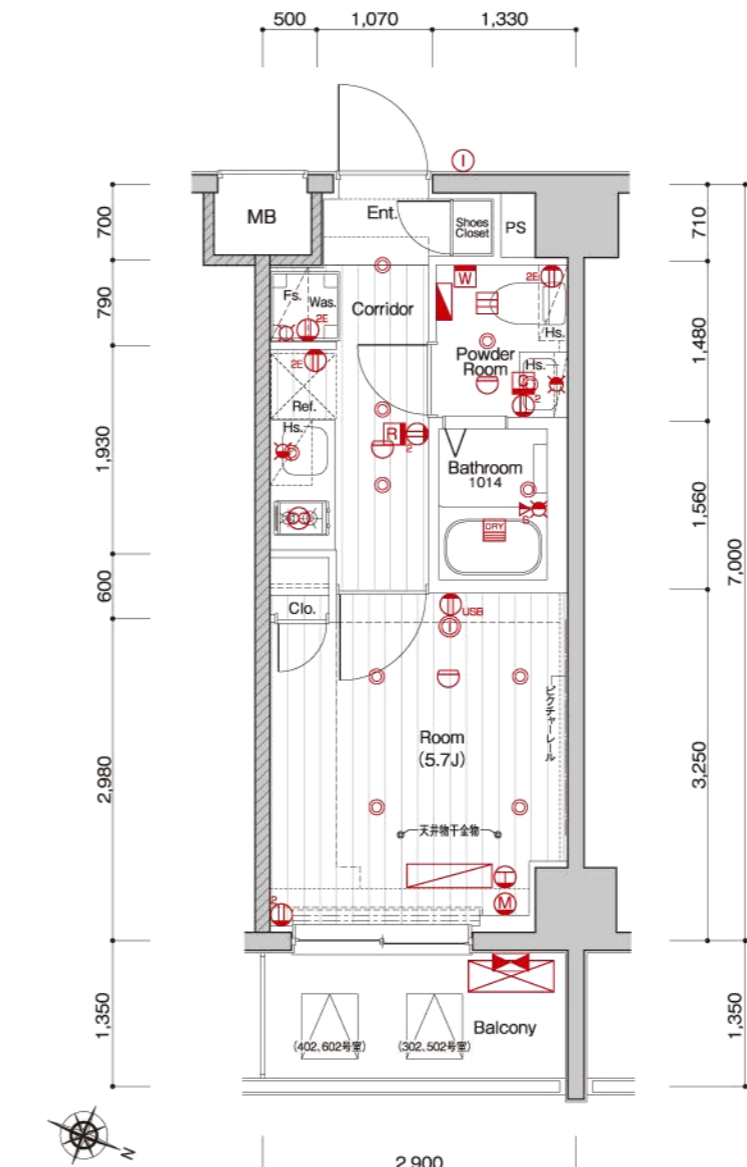 500
1,070
1,330
I
MB
Ent.
Shoes
Closet
PS
700
710
Fs.
Was.
2E
Corridor
W
2E
Hs.
790
1,480
2E
Ref.
Powder
Room
Hs.
2
Hs.
R
2
1,930
Bathroom
1014
S
DRY
1,560
7,000
600
Clo.
USB
I
ピクチャーレール
Room
(5.7J)
2,980
3,250
天井物干金物
2
M
1,350
Balcony
1,350
(402、602号室)
(302、502号室)
N
2,900